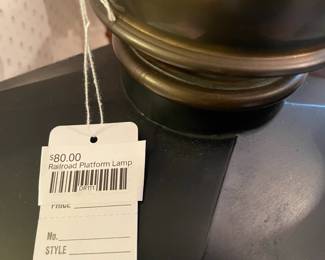 $80.00
Railroad Platform Lamp
PRICE
No.
STYLE